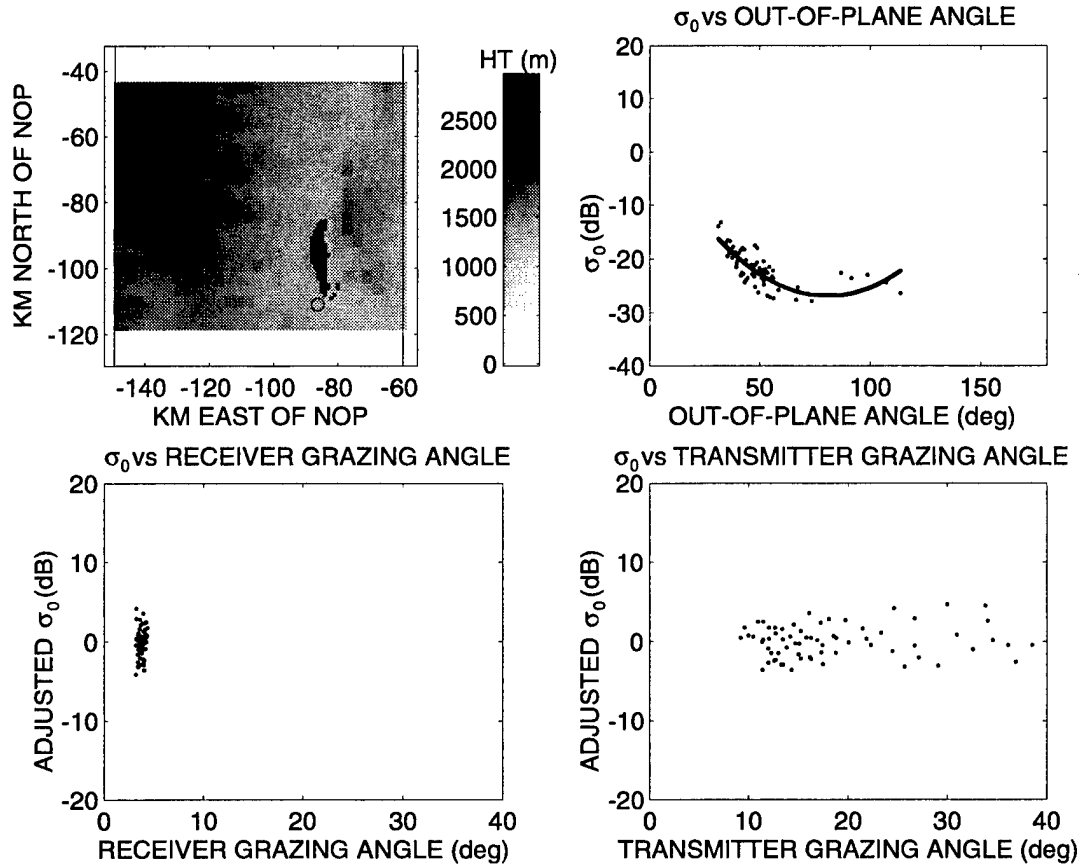 HT (m)
KM NORTH OF NOP
-40
-60
-80
-100
-120
-140 -120 -100 -80 -60
KM EAST OF NOP
2500
2000
1500
1000
500
0
σ₀ vs OUT-OF-PLANE ANGLE
σ₀ (dB)
20
10
0
-10
-20
-30
-40
0 50 100 150
OUT-OF-PLANE ANGLE (deg)
σ₀ vs RECEIVER GRAZING ANGLE
ADJUSTED σ₀ (dB)
20
10
0
-10
-20
0 10 20 30 40
RECEIVER GRAZING ANGLE (deg)
σ₀ vs TRANSMITTER GRAZING ANGLE
ADJUSTED σ₀ (dB)
20
10
0
-10
-20
0 10 20 30 40
TRANSMITTER GRAZING ANGLE (deg)